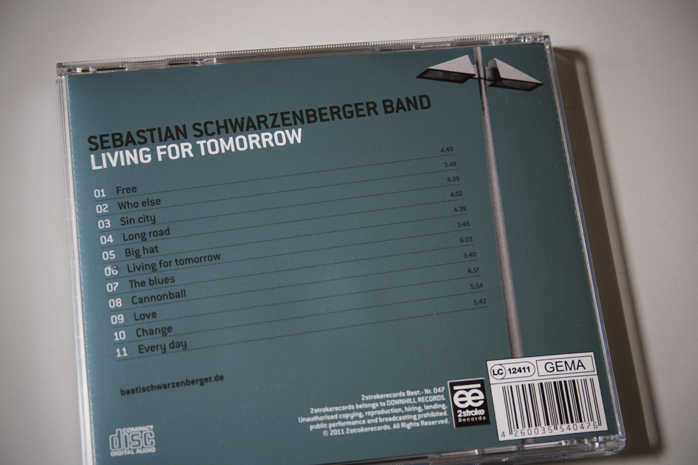 SEBASTIAN SCHWARZENBERGER BAND
LIVING FOR TOMORROW
01 Free 4:40
02 Who else 3:48
03 Sin city 5:29
04 Long road 4:02
05 Big hat 4:39
06 Living for tomorrow 3:49
07 The blues 6:23
08 Cannonball 3:40
09 Love 4:17
10 Change 5:54
11 Every day 5:42
bastischwarzenberger.de
2strokerecords Best.- Nr. 047
2strokerecords belongs to DOWNHILL RECORDS.
Unauthorised copying, reproduction, hiring, lending,
public performance and broadcasting prohibited.
© 2011 2strokerecords. All Rights Reserved.
2stroke
Records
LC 12411
GEMA
4 260035 540476
COMPACT
disc
DIGITAL AUDIO